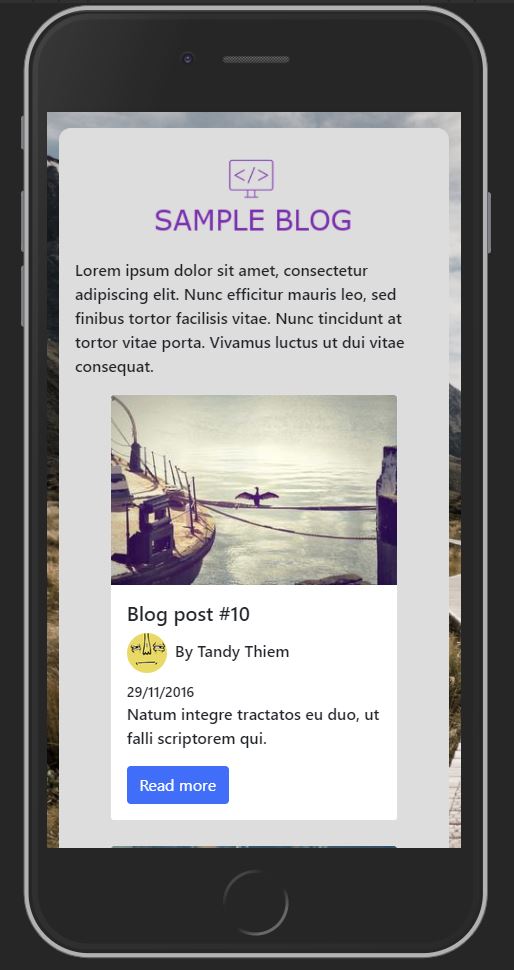 </>
SAMPLE BLOG
Lorem ipsum dolor sit amet, consectetur
adipiscing elit. Nunc efficitur mauris leo, sed
finibus tortor facilisis vitae. Nunc tincidunt at
tortor vitae porta. Vivamus luctus ut dui vitae
consequat.
Blog post #10
By Tandy Thiem
29/11/2016
Natum integre tractatos eu duo, ut
falli scriptorem qui.
Read more